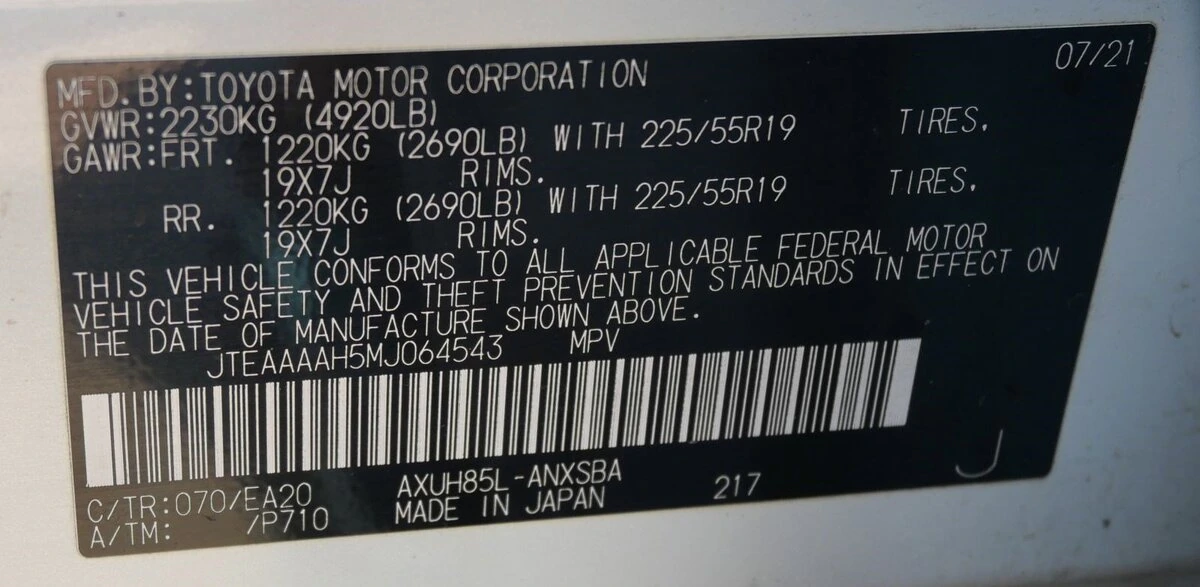 07/21
MFD.BY:TOYOTA MOTOR CORPORATION
GVWR:2230KG (4920LB)
GAWR:FRT. 1220KG (2690LB) WITH 225/55R19 TIRES.
19X7J RIMS.
RR. 1220KG (2690LB) WITH 225/55R19 TIRES.
19X7J RIMS.
THIS VEHICLE CONFORMS TO ALL APPLICABLE FEDERAL MOTOR
VEHICLE SAFETY AND THEFT PREVENTION STANDARDS IN EFFECT ON
THE DATE OF MANUFACTURE SHOWN ABOVE.
JTEAAAAH5MJ064543 MPV
C/TR:070/EA20 AXUH85L-ANXSBA
A/TM: /P710 MADE IN JAPAN 217
J